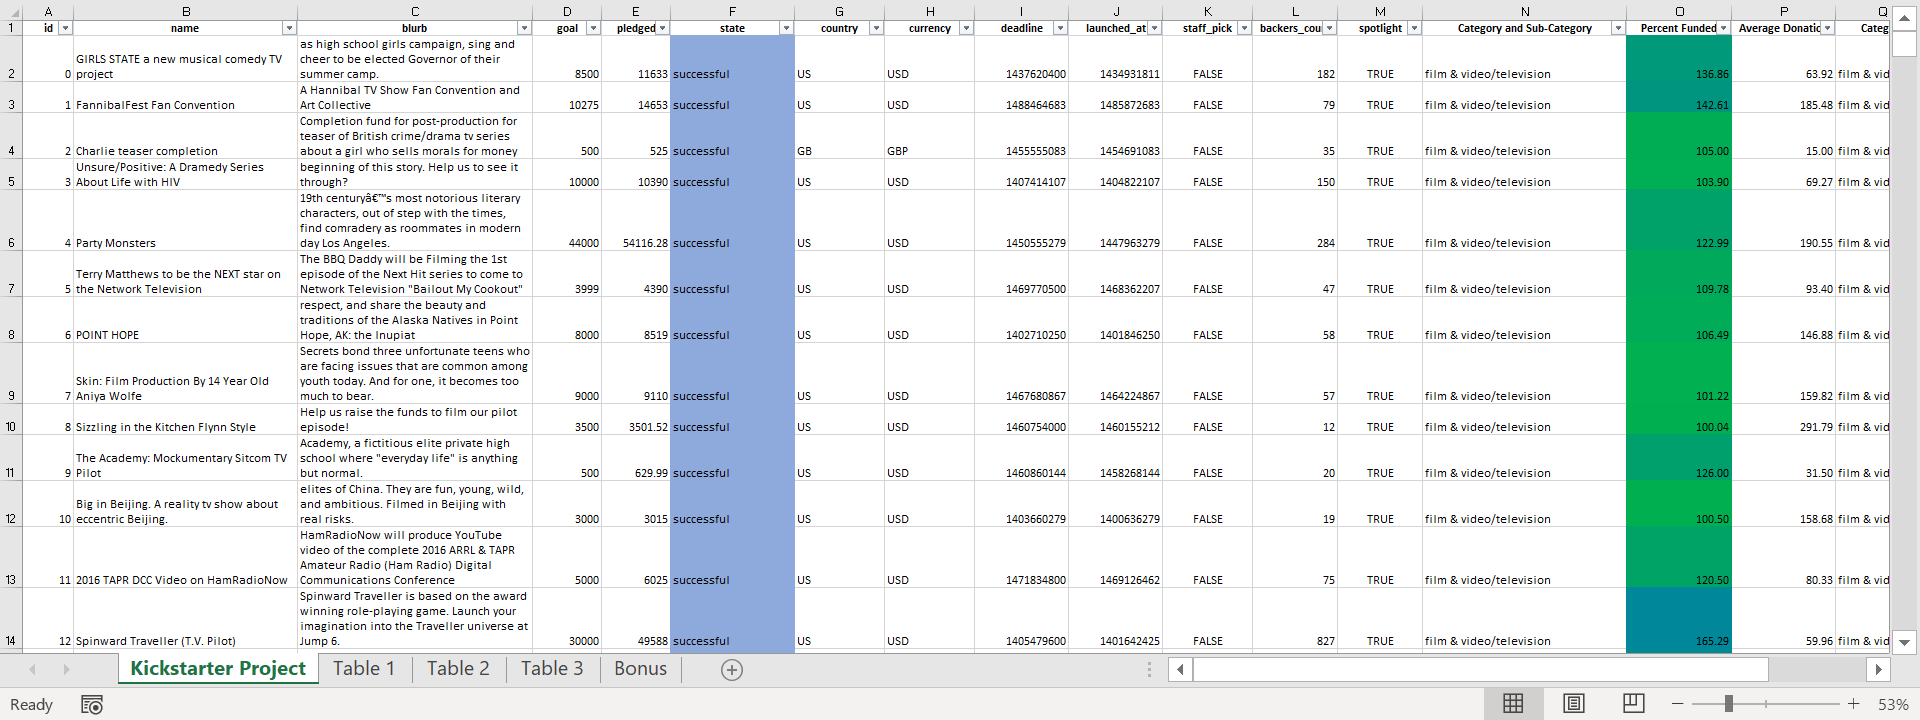 A B C D E F G H I J K L M N O P Q
1 id name blurb goal pledged state country currency deadline launched_at staff_pick backers_cou spotlight Category and Sub-Category Percent Funded Average Donatic Categ
as high school girls campaign, sing and
GIRLS STATE a new musical comedy TV cheer to be elected Governor of their
2 0 project summer camp. 8500 11633 successful US USD 1437620400 1434931811 FALSE 182 TRUE film & video/television 136.86 63.92 film & vid
A Hannibal TV Show Fan Convention and
3 1 FannibalFest Fan Convention Art Collective 10275 14653 successful US USD 1488464683 1485872683 FALSE 79 TRUE film & video/television 142.61 185.48 film & vid
Completion fund for post-production for
teaser of British crime/drama tv series
4 2 Charlie teaser completion about a girl who sells morals for money 500 525 successful GB GBP 1455555083 1454691083 FALSE 35 TRUE film & video/television 105.00 15.00 film & vid
Unsure/Positive: A Dramedy Series beginning of this story. Help us to see it
5 3 About Life with HIV through? 10000 10390 successful US USD 1407414107 1404822107 FALSE 150 TRUE film & video/television 103.90 69.27 film & vid
19th centuryâ€™s most notorious literary
characters, out of step with the times,
find comradery as roommates in modern
6 4 Party Monsters day Los Angeles. 44000 54116.28 successful US USD 1450555279 1447963279 FALSE 284 TRUE film & video/television 122.99 190.55 film & vid
The BBQ Daddy will be Filming the 1st
Terry Matthews to be the NEXT star on episode of the Next Hit series to come to
7 5 the Network Television Network Television "Bailout My Cookout" 3999 4390 successful US USD 1469770500 1468362207 FALSE 47 TRUE film & video/television 109.78 93.40 film & vid
respect, and share the beauty and
traditions of the Alaska Natives in Point
8 6 POINT HOPE Hope, AK: the Inupiat 8000 8519 successful US USD 1402710250 1401846250 FALSE 58 TRUE film & video/television 106.49 146.88 film & vid
Secrets bond three unfortunate teens who
are facing issues that are common among
Skin: Film Production By 14 Year Old youth today. And for one, it becomes too
9 7 Aniya Wolfe much to bear. 9000 9110 successful US USD 1467680867 1464224867 FALSE 57 TRUE film & video/television 101.22 159.82 film & vid
Help us raise the funds to film our pilot
10 8 Sizzling in the Kitchen Flynn Style episode! 3500 3501.52 successful US USD 1460754000 1460155212 FALSE 12 TRUE film & video/television 100.04 291.79 film & vid
Academy, a fictitious elite private high
The Academy: Mockumentary Sitcom TV school where "everyday life" is anything
11 9 Pilot but normal. 500 629.99 successful US USD 1460860144 1458268144 FALSE 20 TRUE film & video/television 126.00 31.50 film & vid
elites of China. They are fun, young, wild,
Big in Beijing. A reality tv show about and ambitious. Filmed in Beijing with
12 10 eccentric Beijing. real risks. 3000 3015 successful US USD 1403660279 1400636279 FALSE 19 TRUE film & video/television 100.50 158.68 film & vid
HamRadioNow will produce YouTube
video of the complete 2016 ARRL & TAPR
Amateur Radio (Ham Radio) Digital
13 11 2016 TAPR DCC Video on HamRadioNow Communications Conference 5000 6025 successful US USD 1471834800 1469126462 FALSE 75 TRUE film & video/television 120.50 80.33 film & vid
Spinward Traveller is based on the award
winning role-playing game. Launch your
imagination into the Traveller universe at
14 12 Spinward Traveller (T.V. Pilot) Jump 6. 30000 49588 successful US USD 1405479600 1401642425 FALSE 827 TRUE film & video/television 165.29 59.96 film & vid
Kickstarter Project Table 1 Table 2 Table 3 Bonus
Ready 53%